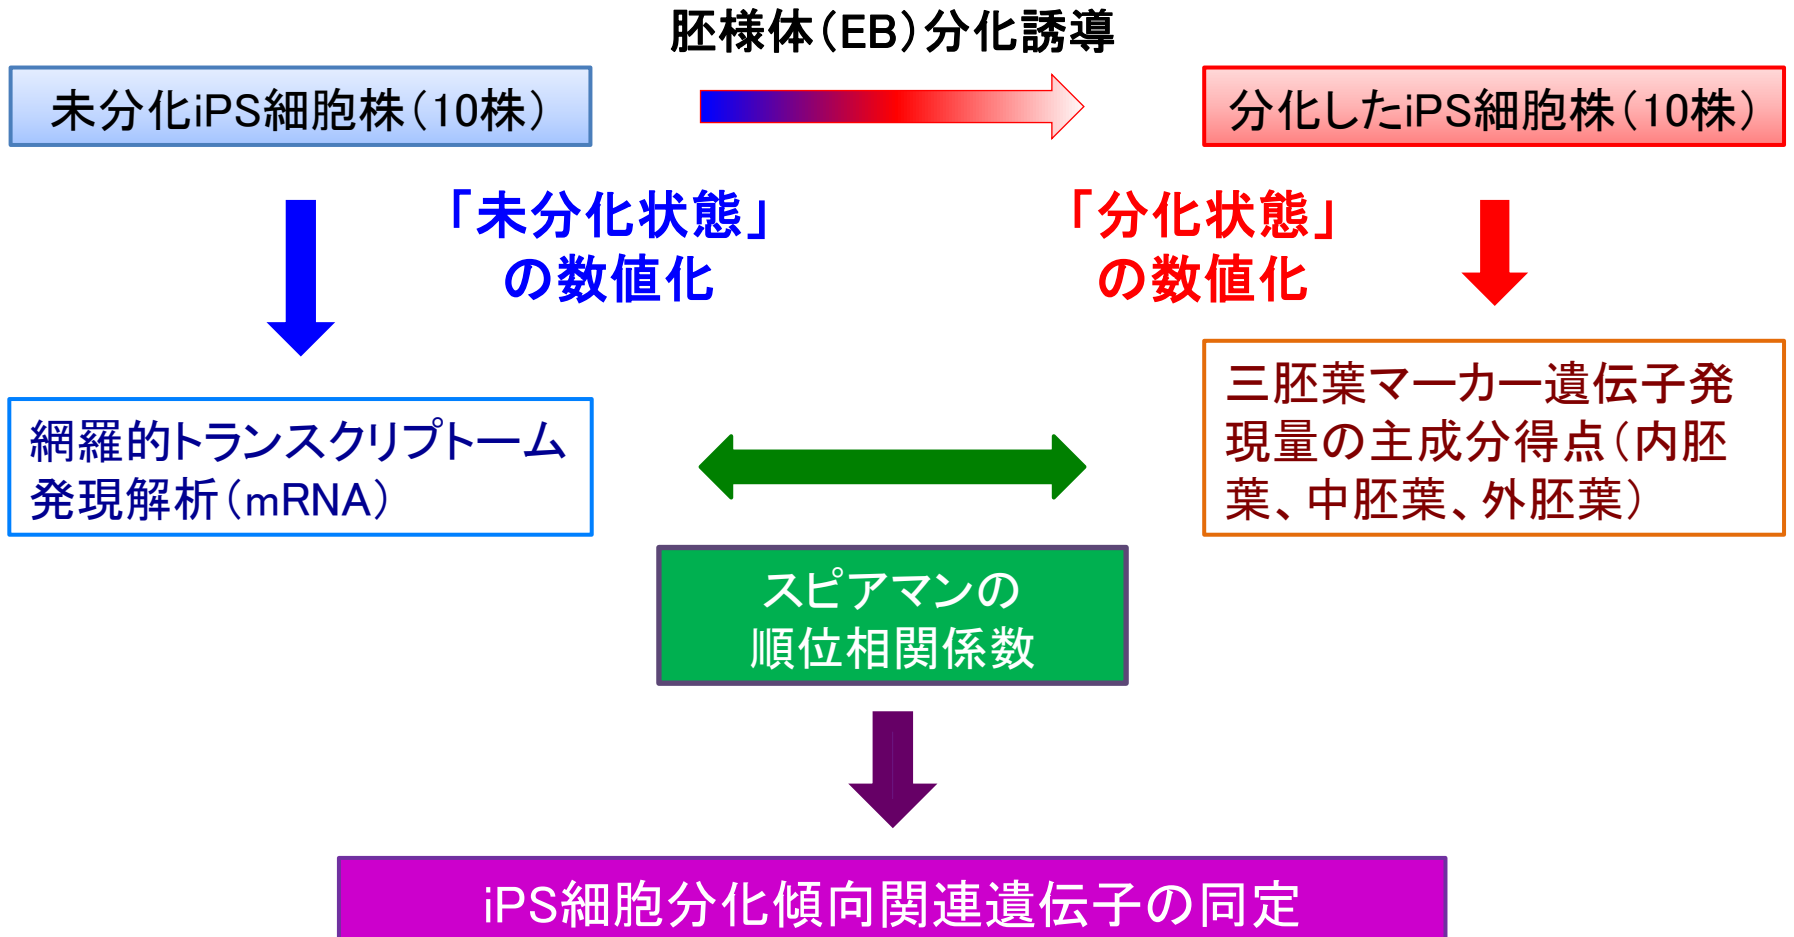 胚様体（EB）分化誘導
未分化iPS細胞株（10株）
分化したiPS細胞株（10株）
「未分化状態」
の数値化
「分化状態」
の数値化
網羅的トランスクリプトーム
発現解析（mRNA）
三胚葉マーカー遺伝子発
現量の主成分得点（内胚
葉、中胚葉、外胚葉）
スピアマンの
順位相関係数
iPS細胞分化傾向関連遺伝子の同定